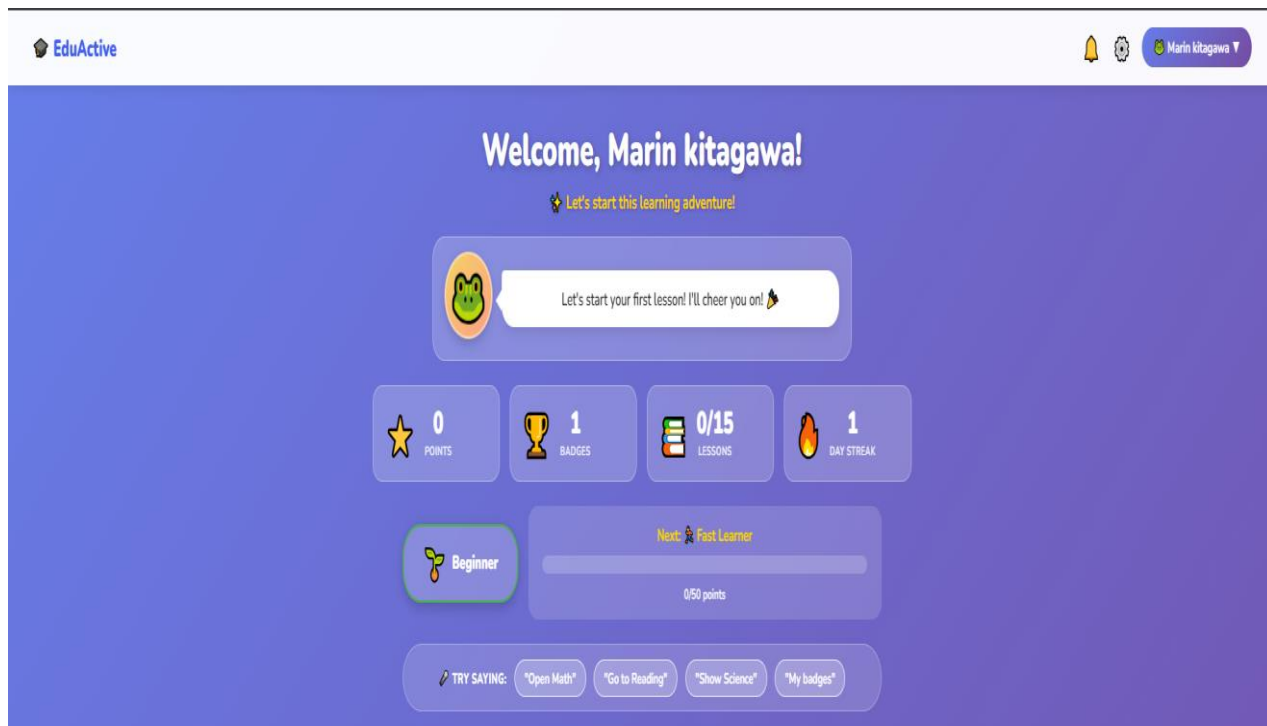 EduActive
Marin kitagawa ▼
Welcome, Marin kitagawa!
Let's start this learning adventure!
Let's start your first lesson! I'll cheer you on!
0
POINTS
1
BADGES
0/15
LESSONS
1
DAY STREAK
Beginner
Next: Fast Learner
0/50 points
TRY SAYING: "Open Math" "Go to Reading" "Show Science" "My badges"